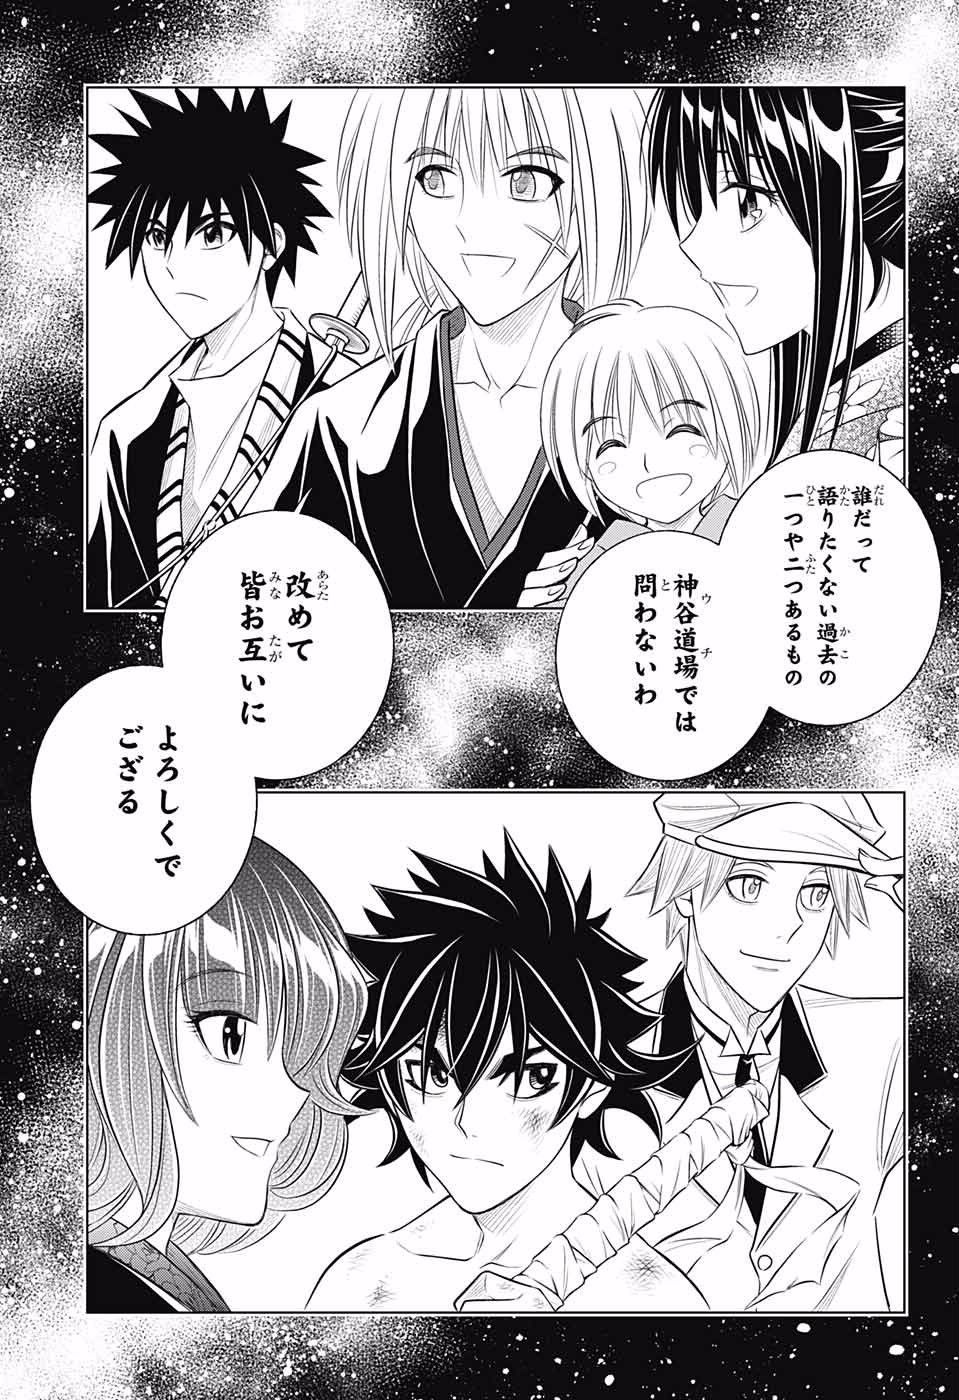 誰だって
語りたくない過去の
一つや二つあるもの
神谷道場では
問わないわ
改めて
皆お互いに
よろしくで
ござる